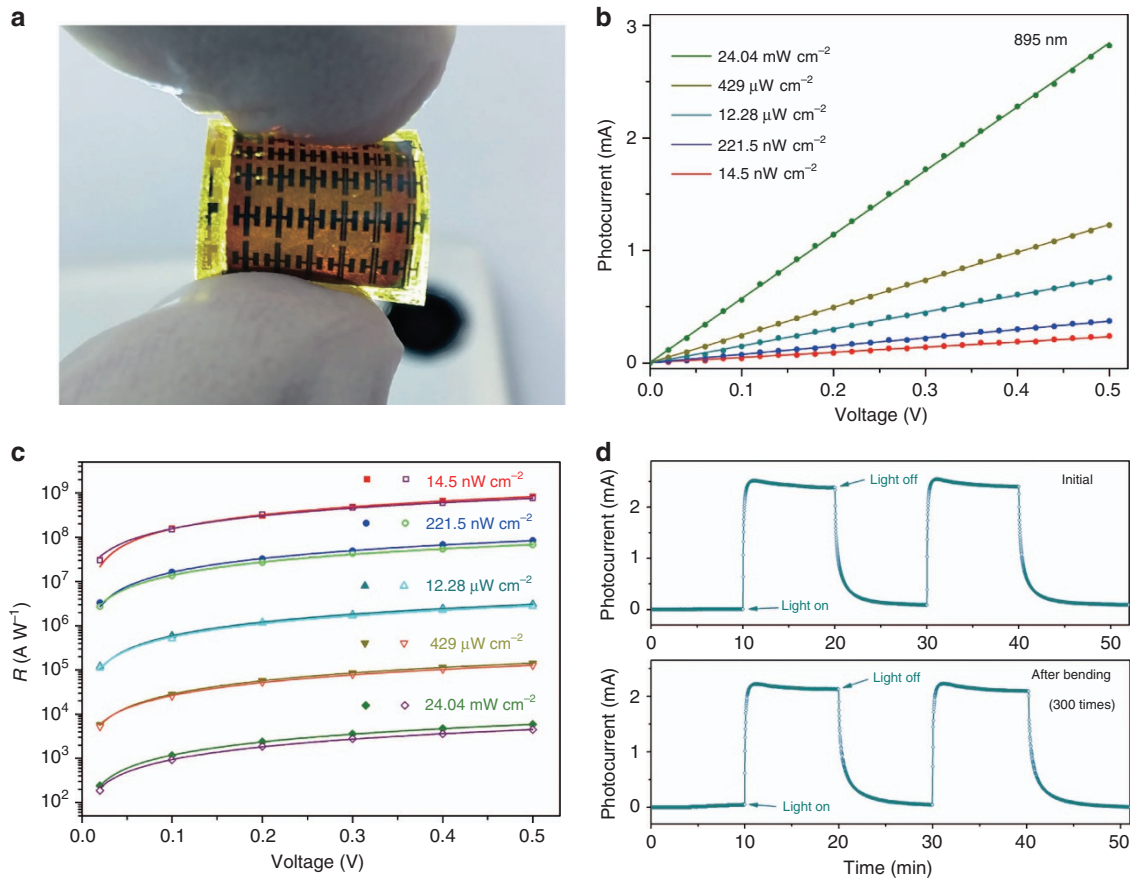 a
b
895 nm
24.04 mW cm⁻²
429 μW cm⁻²
12.28 μW cm⁻²
221.5 nW cm⁻²
14.5 nW cm⁻²
3
2
1
0
Photocurrent (mA)
0.0 0.1 0.2 0.3 0.4 0.5
Voltage (V)
c
14.5 nW cm⁻²
221.5 nW cm⁻²
12.28 μW cm⁻²
429 μW cm⁻²
24.04 mW cm⁻²
10⁹
10⁸
10⁷
10⁶
10⁵
10⁴
10³
10²
R (A W⁻¹)
0.0 0.1 0.2 0.3 0.4 0.5
Voltage (V)
d
Initial
Light off
Light on
2
1
0
Photocurrent (mA)
0 10 20 30 40 50
After bending
(300 times)
Light off
Light on
2
1
0
Photocurrent (mA)
0 10 20 30 40 50
Time (min)